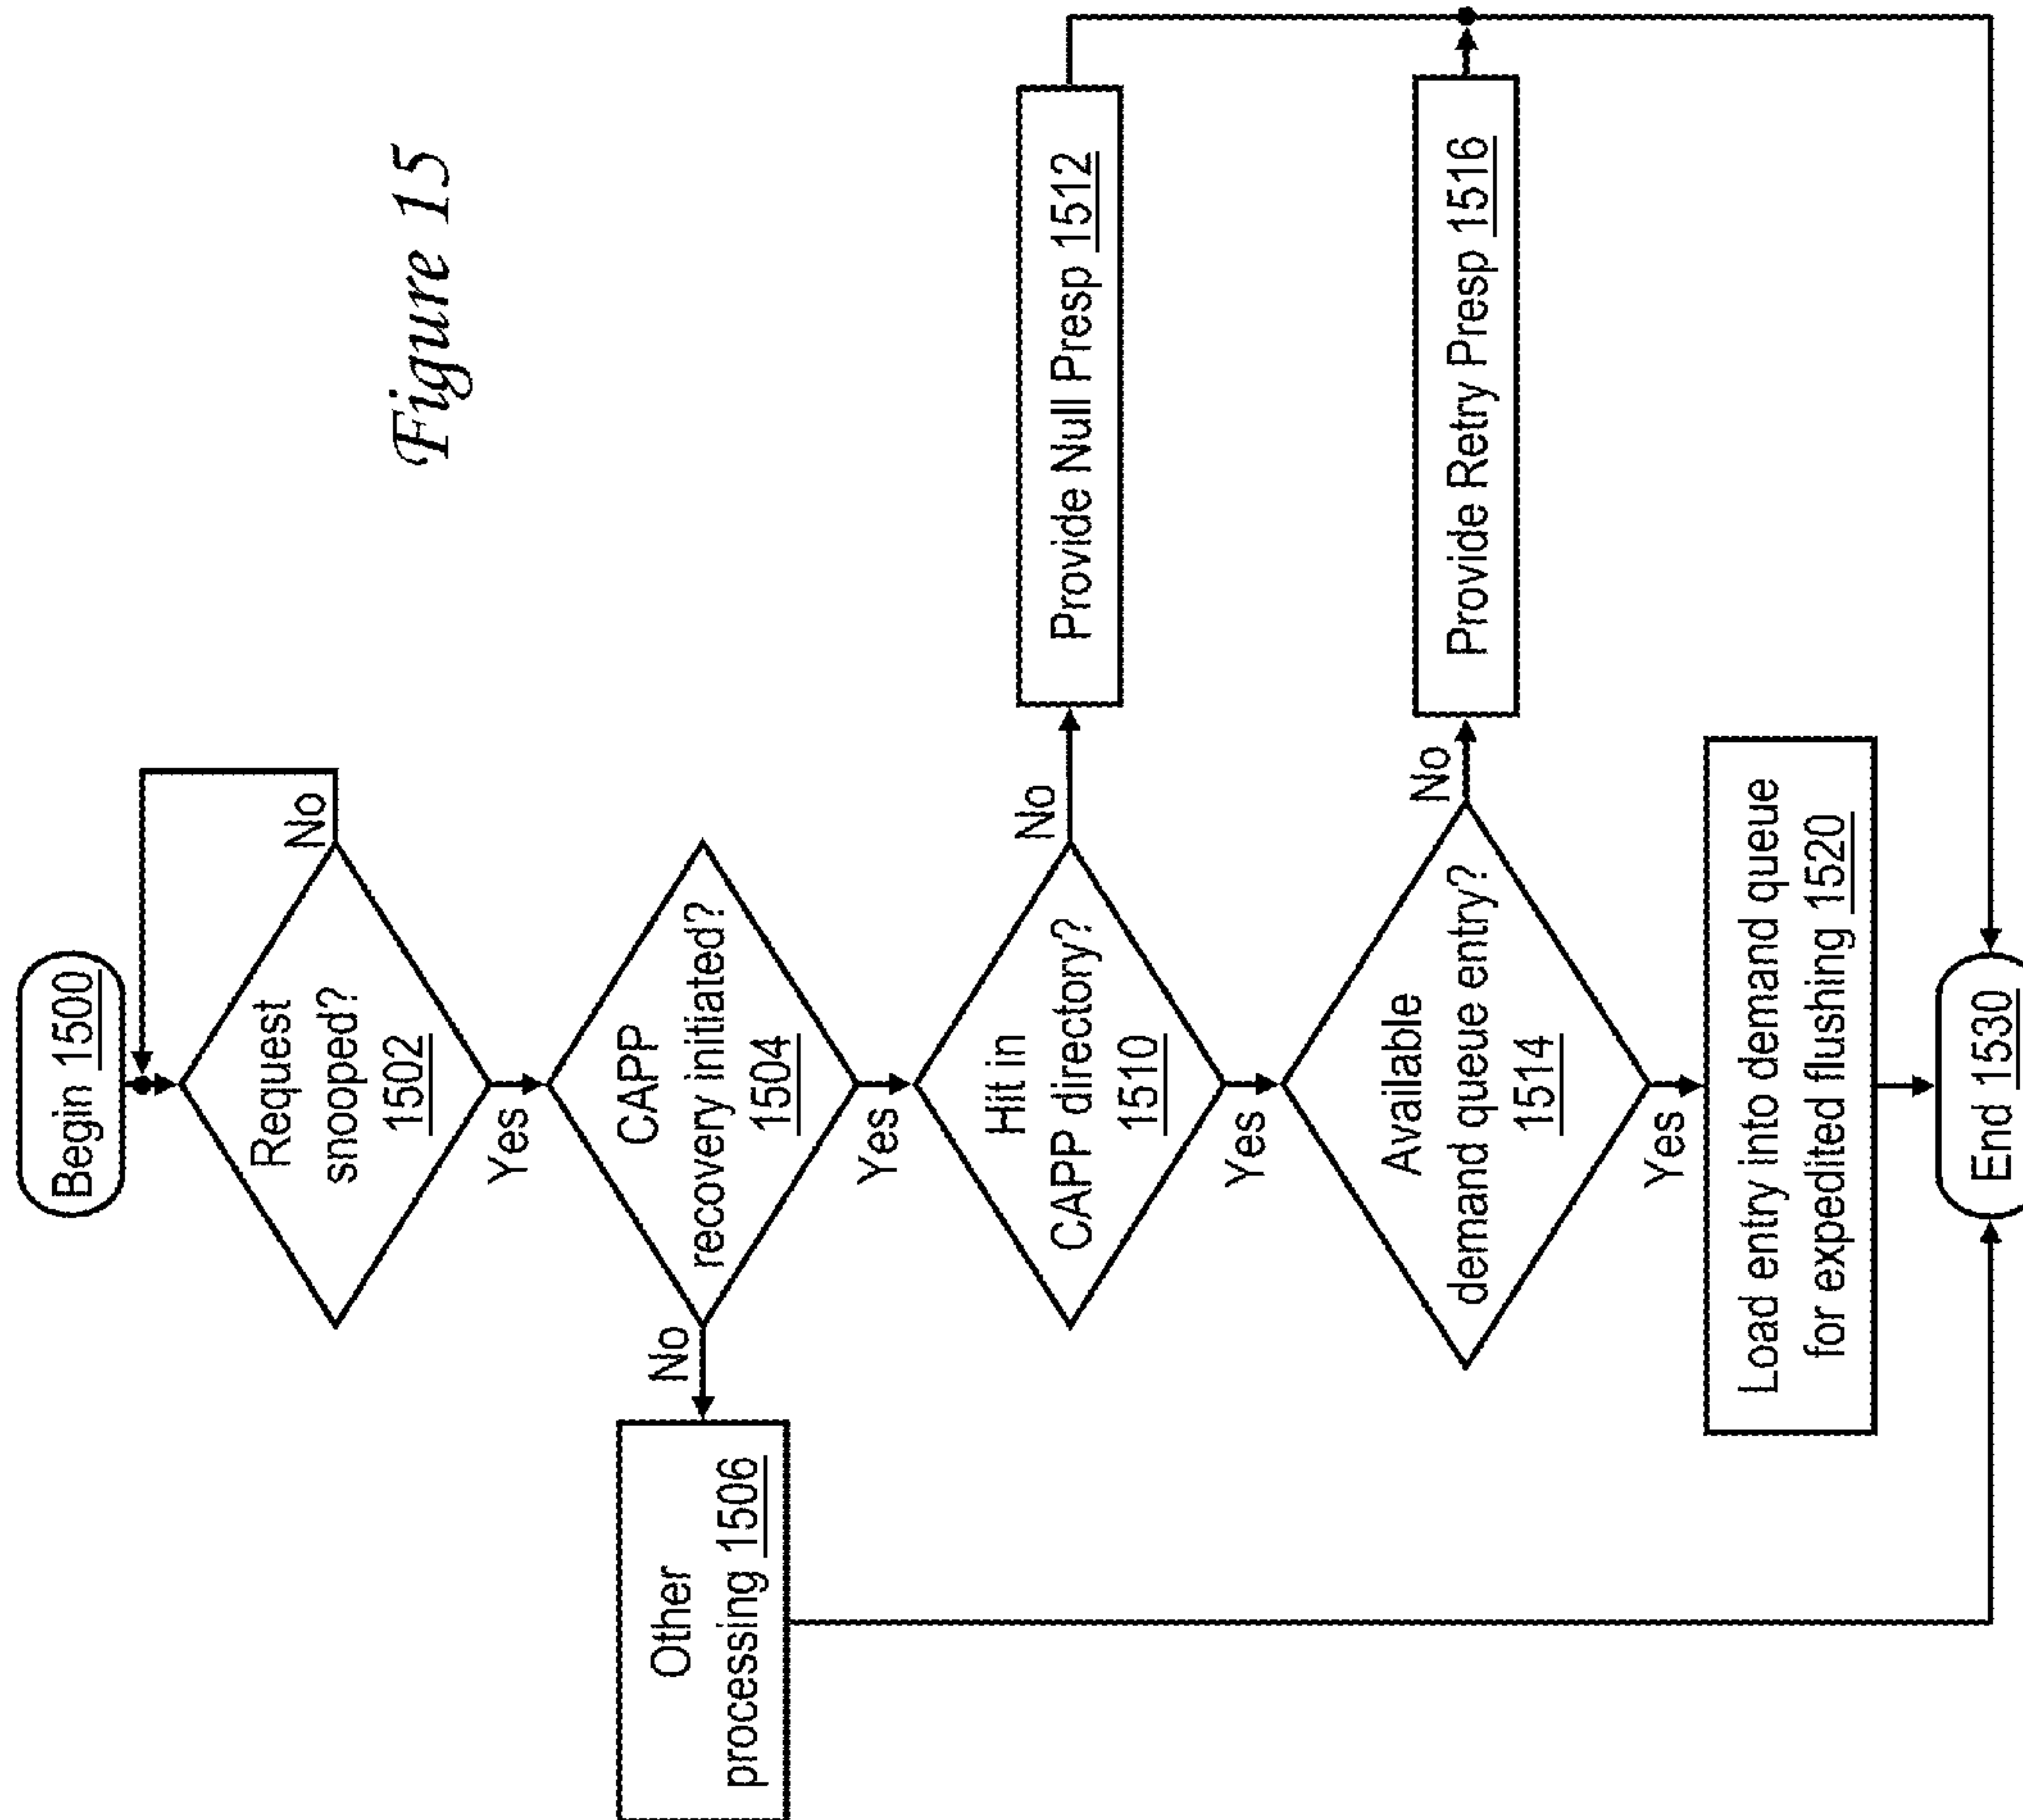 Figure 15
Begin 1500
Request
snooped?
1502
No
Yes
CAPP
recovery initiated?
1504
No
Other
processing 1506
Yes
Hit in
CAPP directory?
1510
No
Provide Null Presp 1512
Yes
Available
demand queue entry?
1514
No
Provide Retry Presp 1516
Yes
Load entry into demand queue
for expedited flushing 1520
End 1530